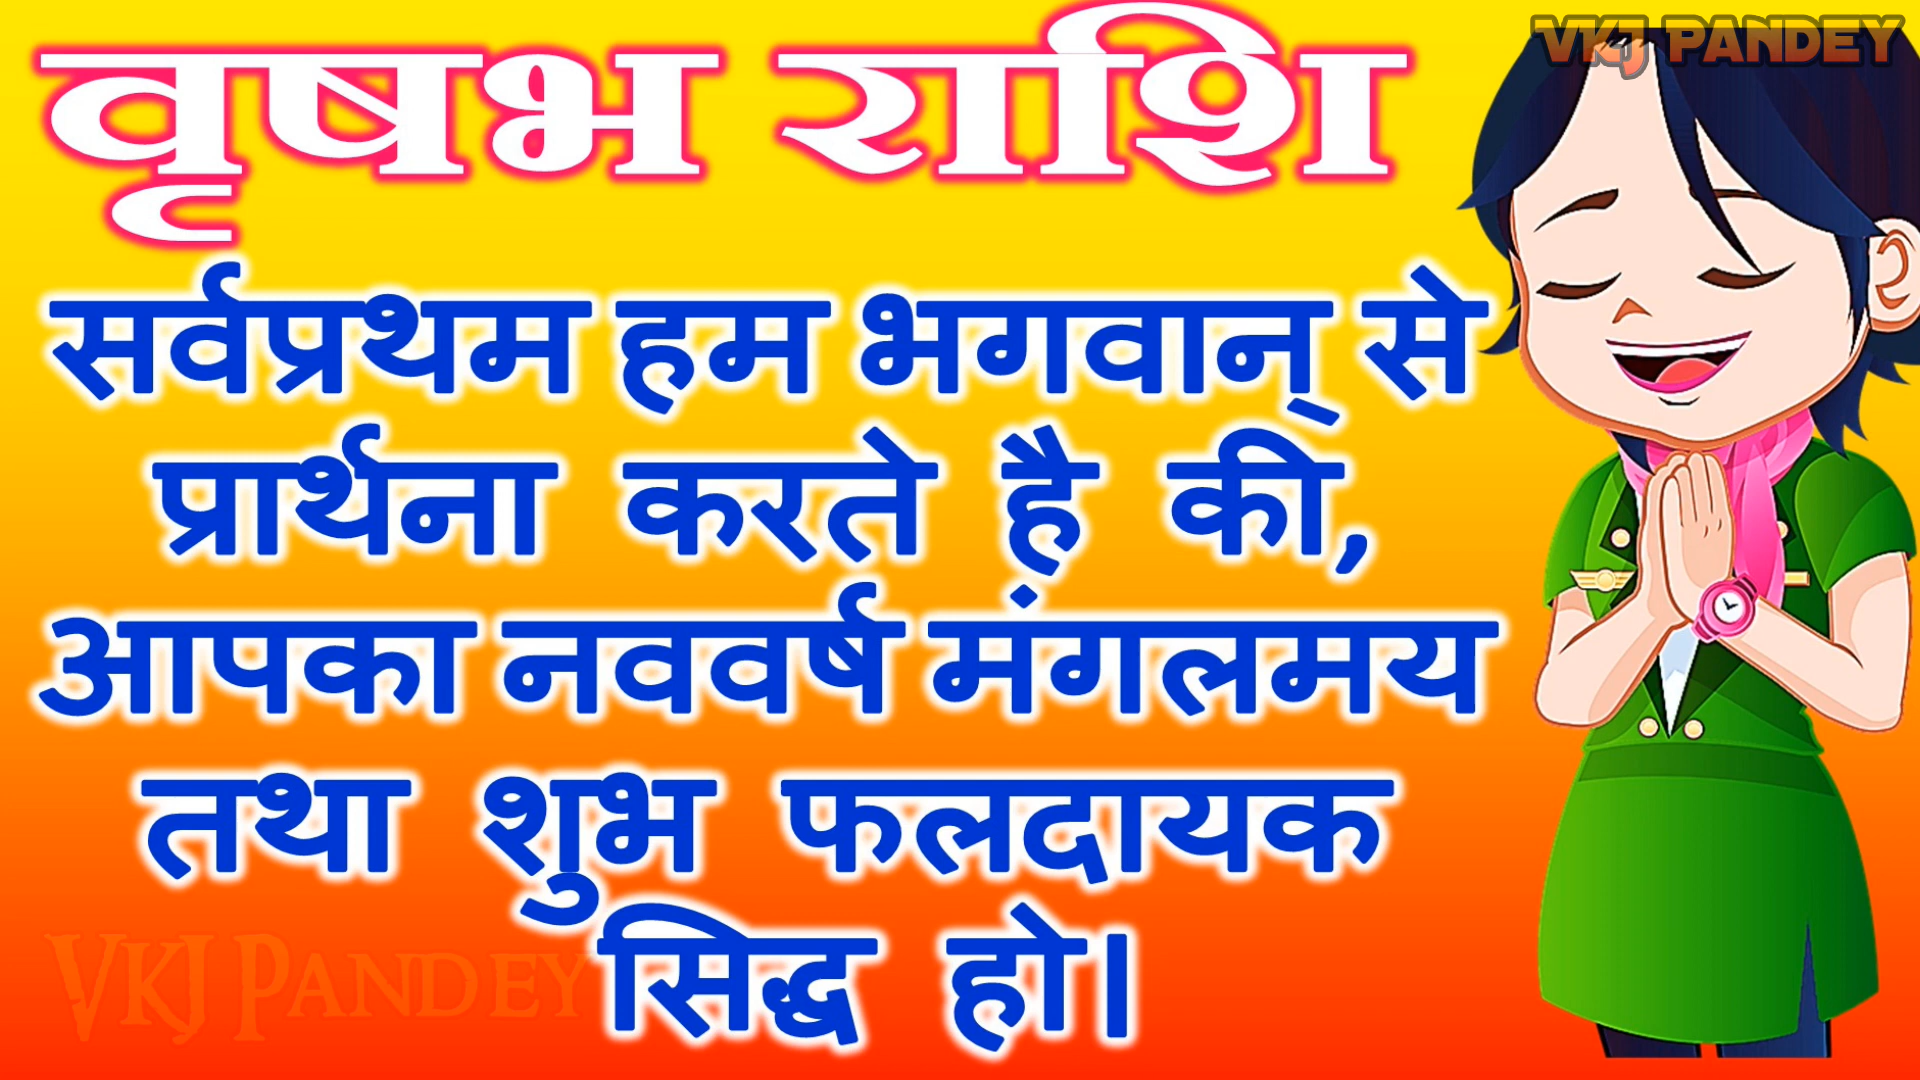 VKJ PANDEY
वृषभ राशि
सर्वप्रथम हम भगवान् से
प्रार्थना करते है की,
आपका नववर्ष मंगलमय
तथा शुभ फलदायक
सिद्ध हो।
VKJ PANDEY